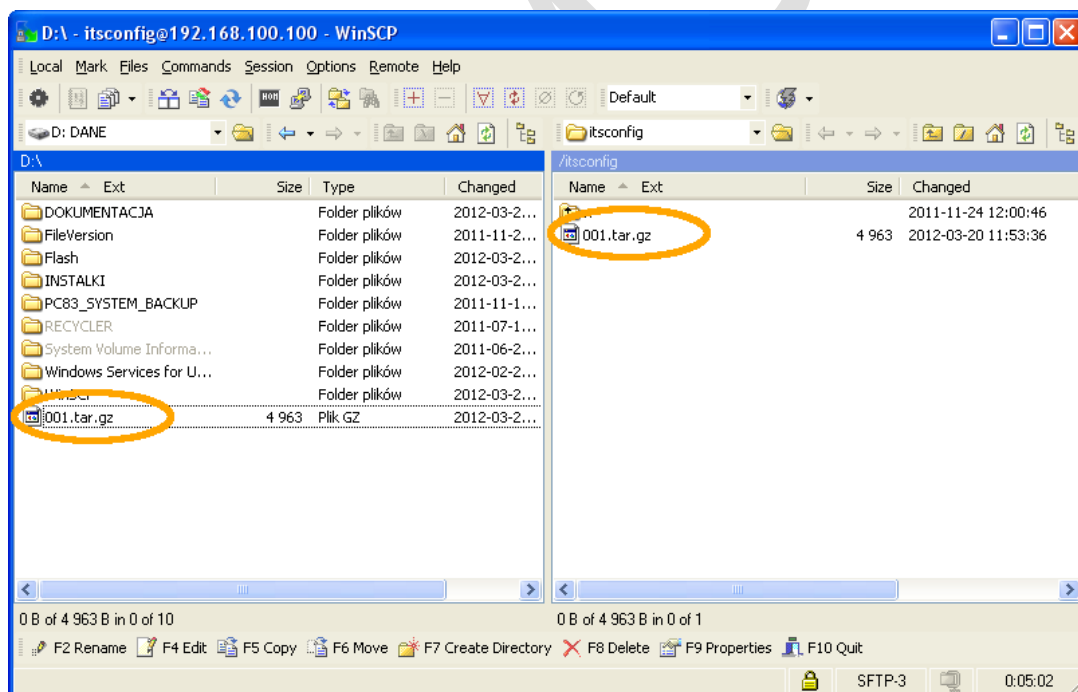 D:\ - itsconfig@192.168.100.100 - WinSCP
Local Mark Files Commands Session Options Remote Help
Default
D: DANE
itsconfig
D:\
/itsconfig
Name Ext Size Type Changed
DOKUMENTACJA Folder plików 2012-03-2...
FileVersion Folder plików 2011-11-2...
Flash Folder plików 2012-03-2...
INSTALKI Folder plików 2012-03-2...
PC83_SYSTEM_BACKUP Folder plików 2011-11-1...
RECYCLER Folder plików 2011-07-1...
System Volume Informa... Folder plików 2011-06-2...
Windows Services for U... Folder plików 2012-02-2...
WinSCP Folder plików 2012-03-2...
001.tar.gz 4 963 Plik GZ 2012-03-2...
Name Ext Size Changed
2011-11-24 12:00:46
001.tar.gz 4 963 2012-03-20 11:53:36
0 B of 4 963 B in 0 of 10
0 B of 4 963 B in 0 of 1
F2 Rename F4 Edit F5 Copy F6 Move F7 Create Directory F8 Delete F9 Properties F10 Quit
SFTP-3 0:05:02